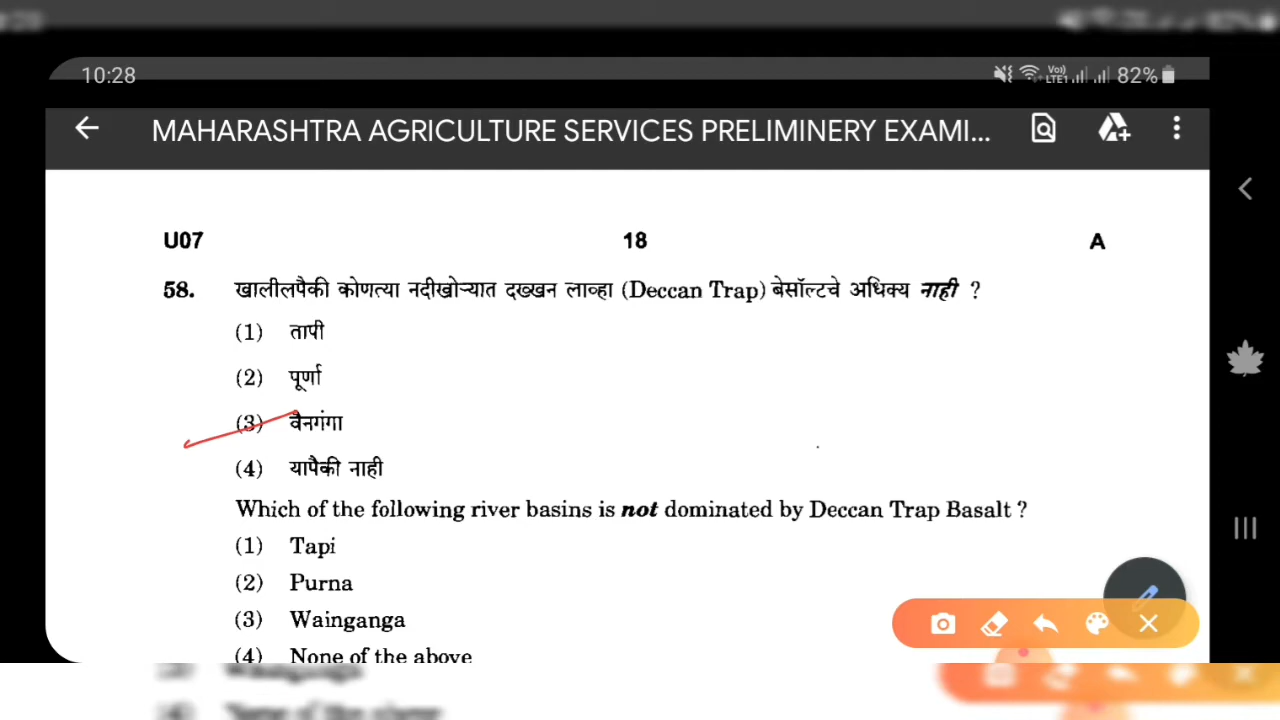 10:28
Vo)
LTE1
82%
MAHARASHTRA AGRICULTURE SERVICES PRELIMINERY EXAMI...
U07 18 A
58. खालीलपैकी कोणत्या नदीखोऱ्यात दख्खन लाव्हा (Deccan Trap) बेसॉल्टचे अधिक्य नाही ?
(1) तापी
(2) पूर्णा
(3) वैनगंगा
(4) यापैकी नाही
Which of the following river basins is not dominated by Deccan Trap Basalt ?
(1) Tapi
(2) Purna
(3) Wainganga
(4) None of the above